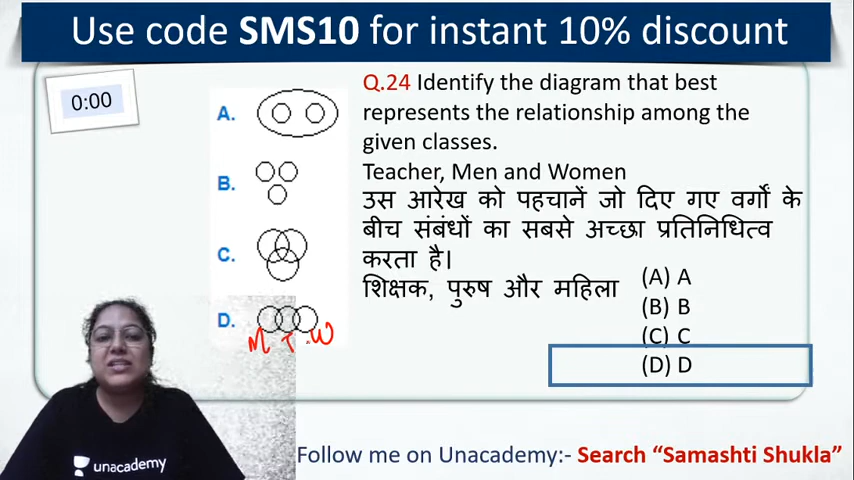 Use code SMS10 for instant 10% discount
0:00
Q.24 Identify the diagram that best
represents the relationship among the
given classes.
Teacher, Men and Women
उस आरेख को पहचानें जो दिए गए वर्गों के
बीच संबंधों का सबसे अच्छा प्रतिनिधित्व
करता है।
शिक्षक, पुरुष और महिला
A.
B.
C.
D.
M T W
(A) A
(B) B
(C) C
(D) D
unacademy
Follow me on Unacademy:- Search “Samashti Shukla”